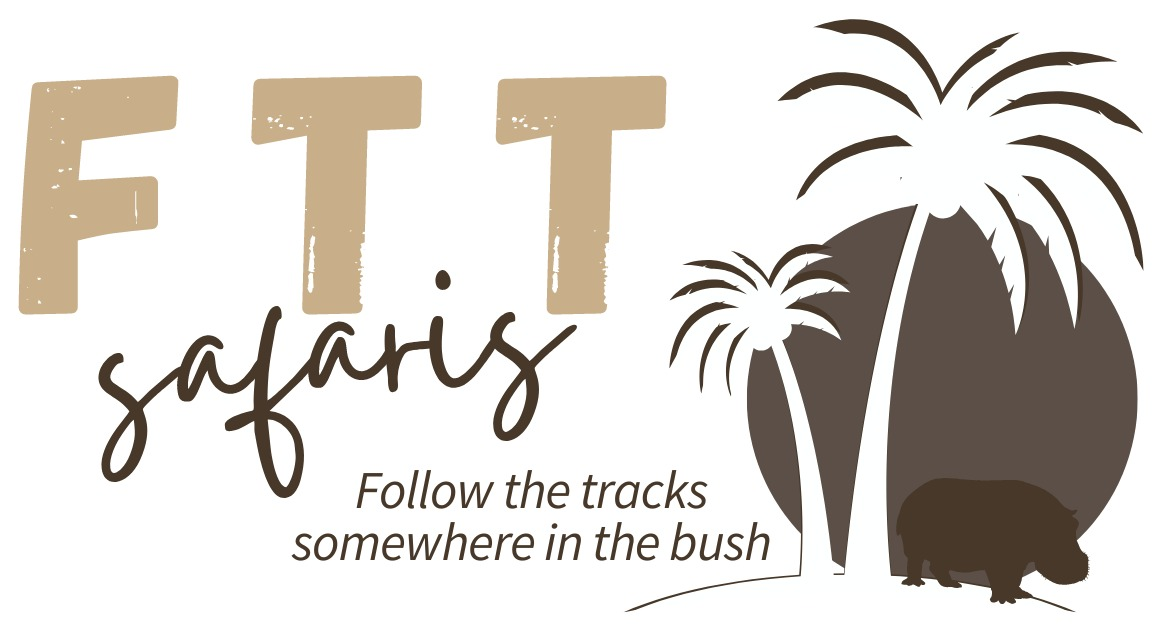 FTT
safaris
Follow the tracks
somewhere in the bush